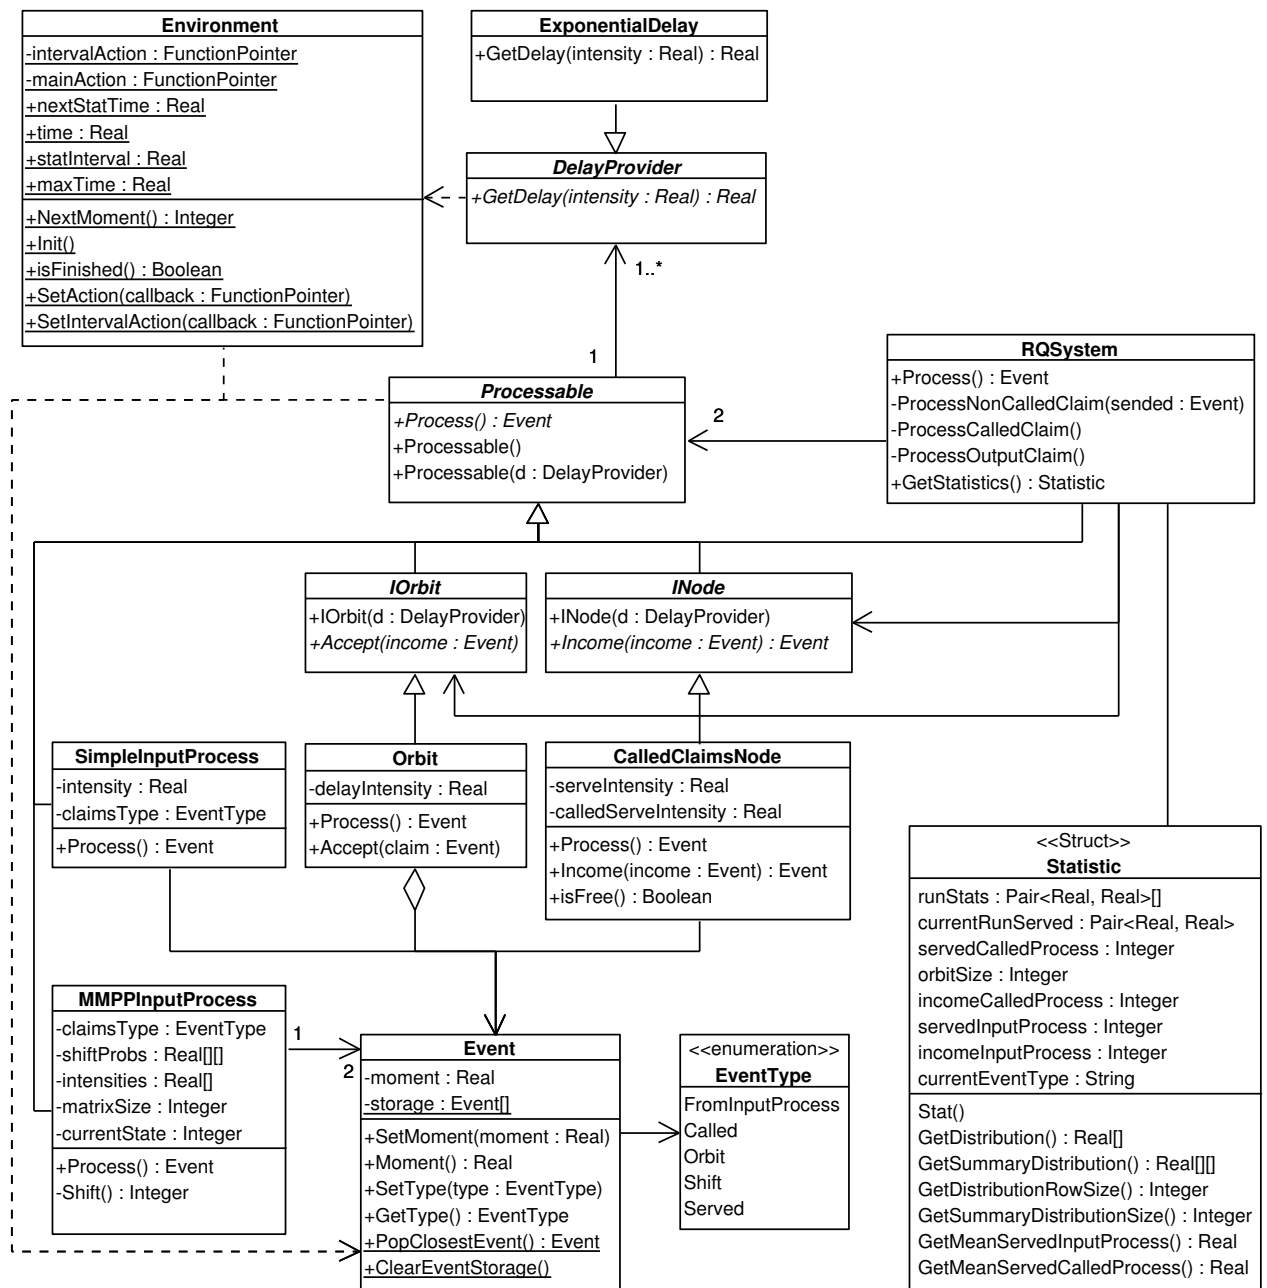 Environment
-intervalAction : FunctionPointer
-mainAction : FunctionPointer
+nextStatTime : Real
+time : Real
+statInterval : Real
+maxTime : Real
+NextMoment() : Integer
+Init()
+isFinished() : Boolean
+SetAction(callback : FunctionPointer)
+SetIntervalAction(callback : FunctionPointer)
ExponentialDelay
+GetDelay(intensity : Real) : Real
DelayProvider
+GetDelay(intensity : Real) : Real
1..*
1
Processable
+Process() : Event
+Processable()
+Processable(d : DelayProvider)
2
RQSystem
+Process() : Event
-ProcessNonCalledClaim(sended : Event)
-ProcessCalledClaim()
-ProcessOutputClaim()
+GetStatistics() : Statistic
IOrbit
+IOrbit(d : DelayProvider)
+Accept(income : Event)
INode
+INode(d : DelayProvider)
+Income(income : Event) : Event
SimpleInputProcess
-intensity : Real
-claimsType : EventType
+Process() : Event
Orbit
-delayIntensity : Real
+Process() : Event
+Accept(claim : Event)
CalledClaimsNode
-serveIntensity : Real
-calledServeIntensity : Real
+Process() : Event
+Income(income : Event) : Event
+isFree() : Boolean
<<Struct>>
Statistic
runStats : Pair<Real, Real>[]
currentRunServed : Pair<Real, Real>
servedCalledProcess : Integer
orbitSize : Integer
incomeCalledProcess : Integer
servedInputProcess : Integer
incomeInputProcess : Integer
currentEventType : String
Stat()
GetDistribution() : Real[]
GetSummaryDistribution() : Real[][]
GetDistributionRowSize() : Integer
GetSummaryDistributionSize() : Integer
GetMeanServedInputProcess() : Real
GetMeanServedCalledProcess() : Real
MMPPInputProcess
-claimsType : EventType
-shiftProbs : Real[][]
-intensities : Real[]
-matrixSize : Integer
-currentState : Integer
+Process() : Event
-Shift() : Integer
1
2
Event
-moment : Real
-storage : Event[]
+SetMoment(moment : Real)
+Moment() : Real
+SetType(type : EventType)
+GetType() : EventType
+PopClosestEvent() : Event
+ClearEventStorage()
<<enumeration>>
EventType
FromInputProcess
Called
Orbit
Shift
Served